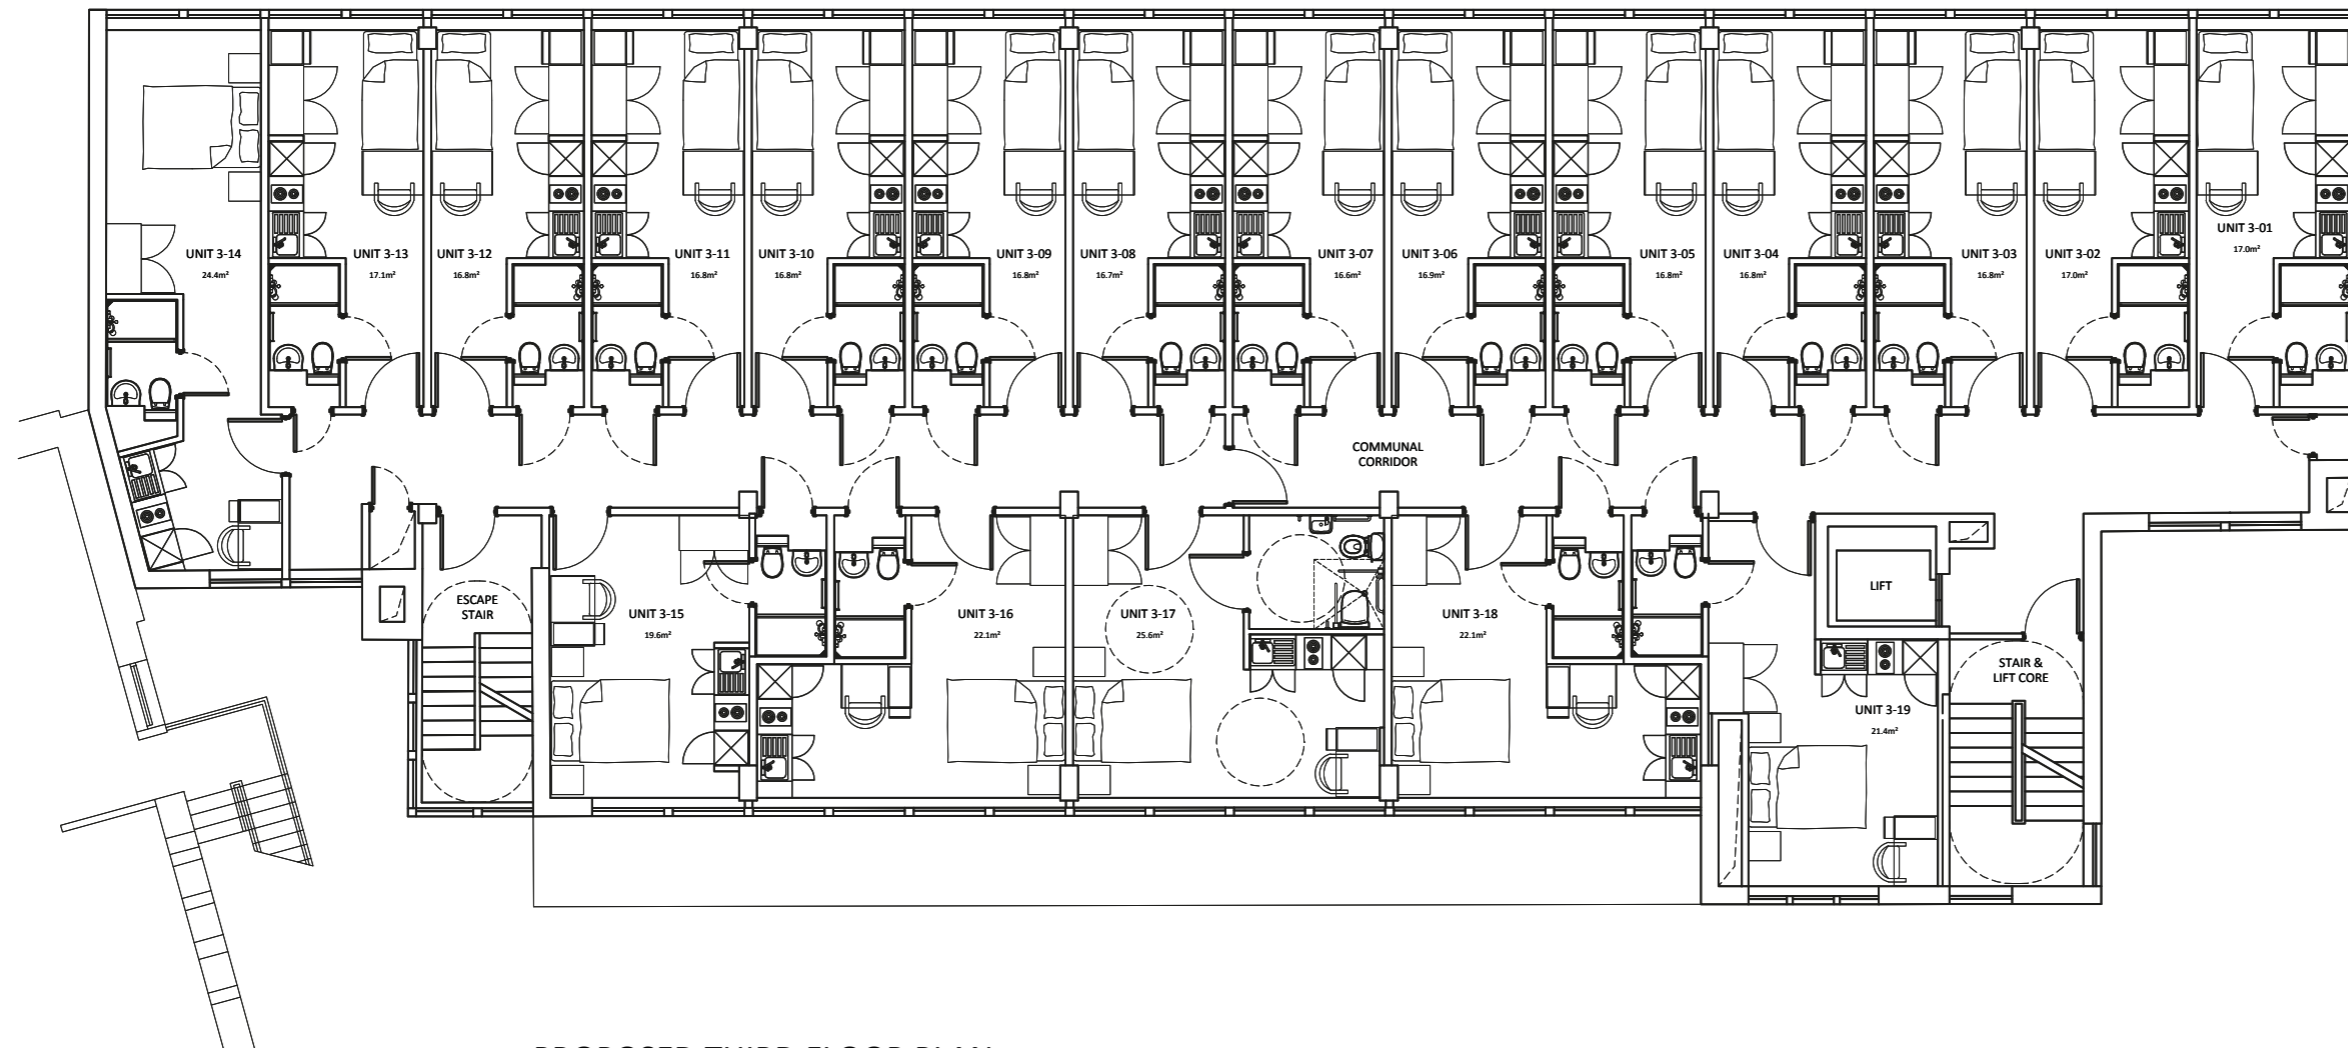 UNIT 3-14
24.4m²
UNIT 3-13
17.1m²
UNIT 3-12
16.8m²
UNIT 3-11
16.8m²
UNIT 3-10
16.8m²
UNIT 3-09
16.8m²
UNIT 3-08
16.7m²
UNIT 3-07
16.6m²
UNIT 3-06
16.9m²
UNIT 3-05
16.8m²
UNIT 3-04
16.8m²
UNIT 3-03
16.8m²
UNIT 3-02
17.0m²
UNIT 3-01
17.0m²
COMMUNAL
CORRIDOR
ESCAPE
STAIR
UNIT 3-15
19.6m²
UNIT 3-16
22.1m²
UNIT 3-17
25.6m²
UNIT 3-18
22.1m²
LIFT
STAIR &
LIFT CORE
UNIT 3-19
21.4m²
PROPOSED THIRD FLOOR PLAN